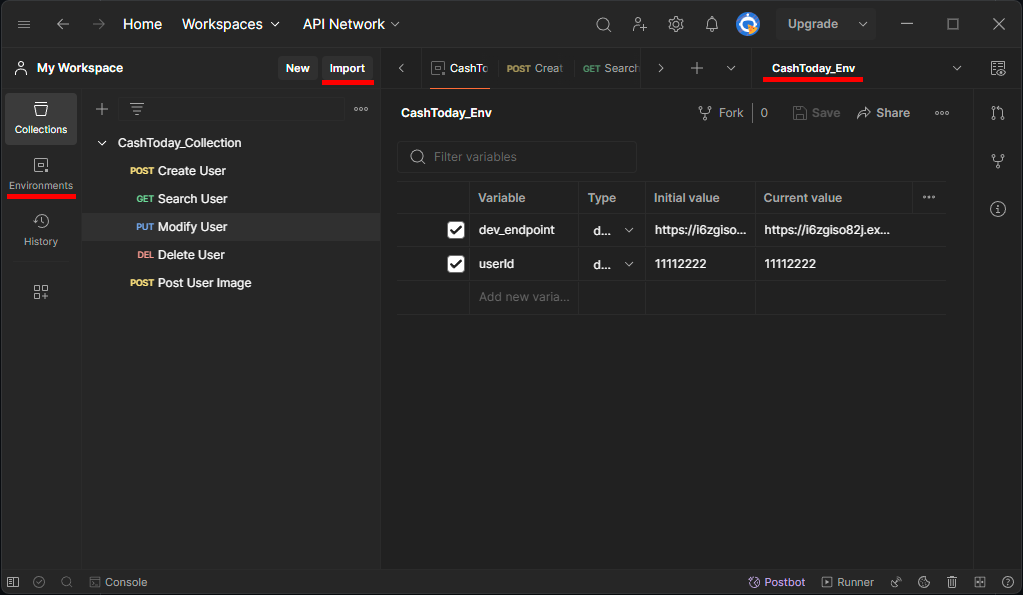 Home Workspaces API Network Upgrade
My Workspace New Import CashTo POST Creat GET Search CashToday_Env
Collections
Environments
History
CashToday_Collection
POST Create User
GET Search User
PUT Modify User
DEL Delete User
POST Post User Image
CashToday_Env Fork 0 Save Share
Filter variables
Variable Type Initial value Current value
dev_endpoint d... https://i6zgiso... https://i6zgiso82j.ex...
userId d... 11112222 11112222
Add new varia...
Console Postbot Runner